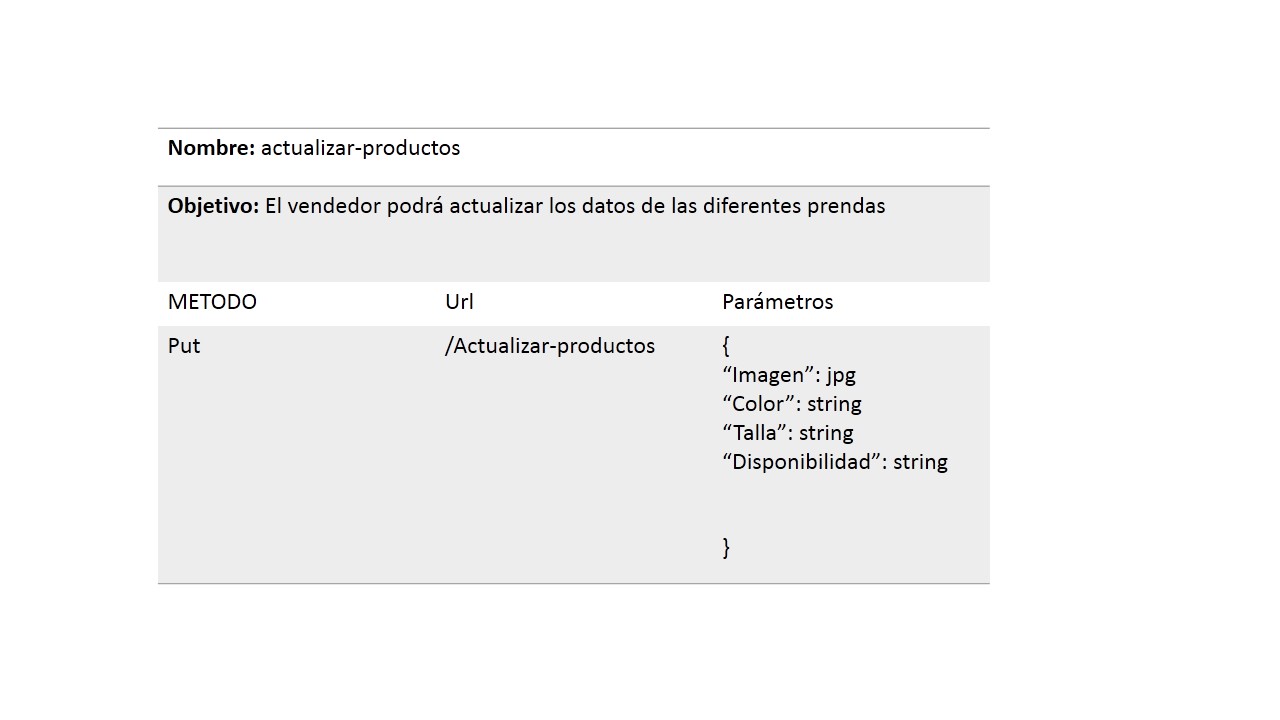 Nombre: actualizar-productos
Objetivo: El vendedor podrá actualizar los datos de las diferentes prendas
METODO Url Parámetros
Put /Actualizar-productos {
“Imagen”: jpg
“Color”: string
“Talla”: string
“Disponibilidad”: string
}